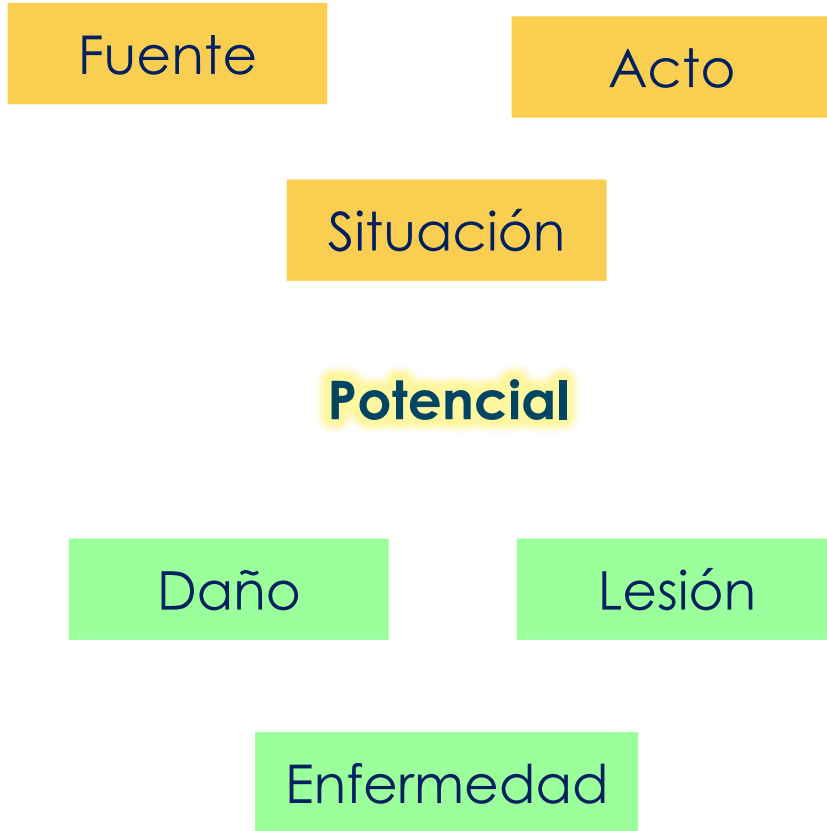 Fuente
Acto
Situación
Potencial
Daño
Lesión
Enfermedad